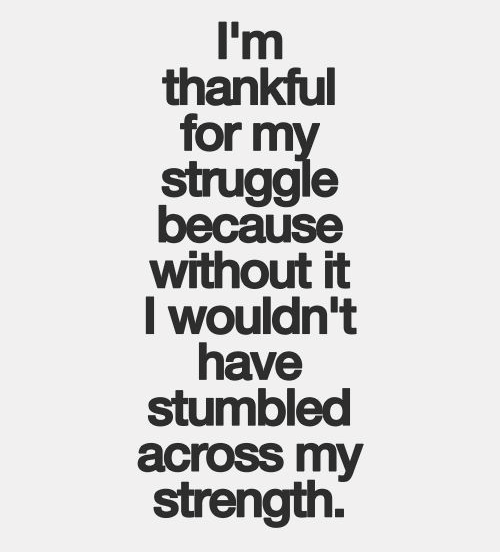 I'm
thankful
for my
struggle
because
without it
I wouldn't
have
stumbled
across my
strength.